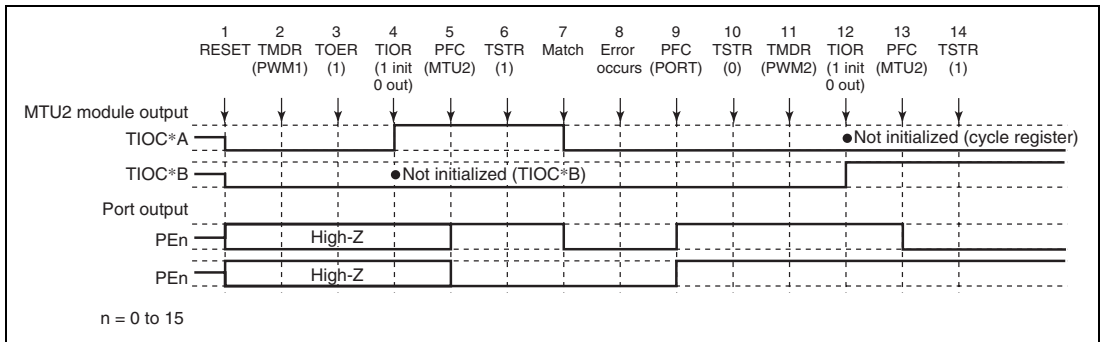 1 2 3 4 5 6 7 8 9 10 11 12 13 14
RESET TMDR TOER TIOR PFC TSTR Match Error PFC TSTR TMDR TIOR PFC TSTR
(PWM1) (1) (1 init (MTU2) (1) occurs (PORT) (0) (PWM2) (1 init (MTU2) (1)
0 out) 0 out)
MTU2 module output
TIOC*A ●Not initialized (cycle register)
TIOC*B ●Not initialized (TIOC*B)
Port output
PEn High-Z
PEn High-Z
n = 0 to 15